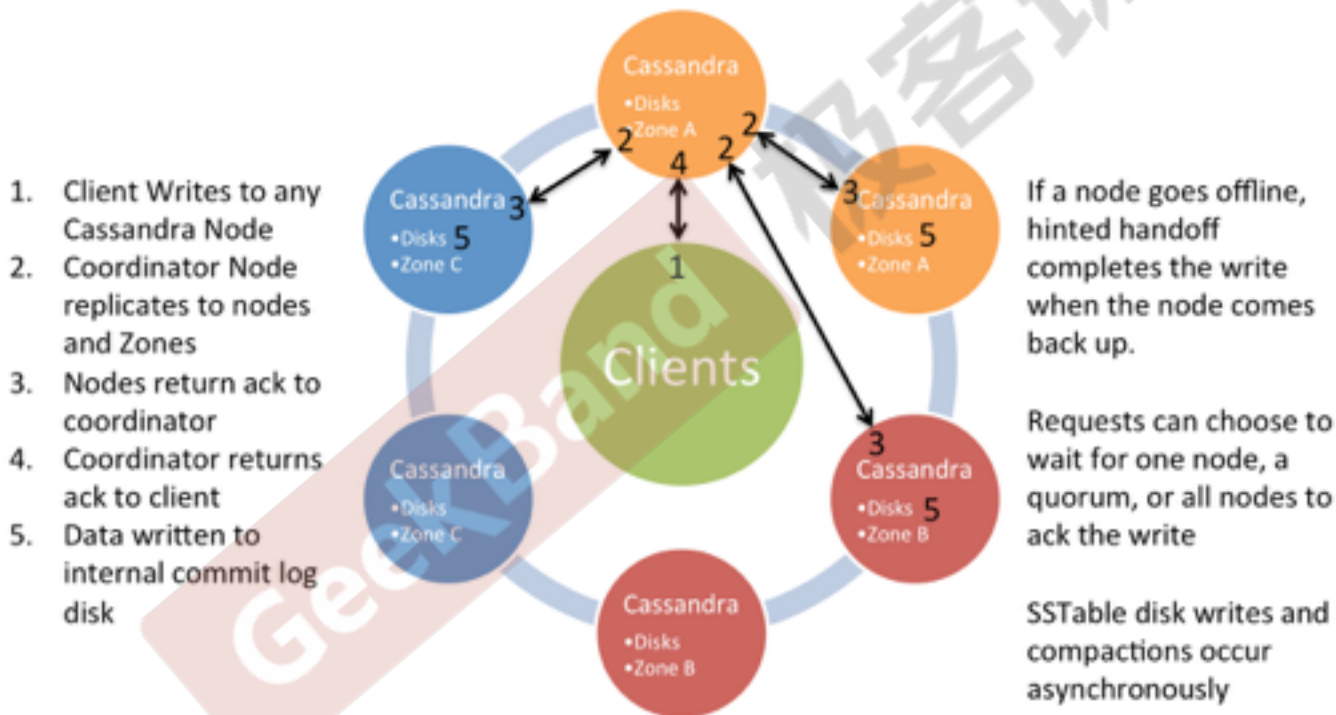 1. Client Writes to any
Cassandra Node
2. Coordinator Node
replicates to nodes
and Zones
3. Nodes return ack to
coordinator
4. Coordinator returns
ack to client
5. Data written to
internal commit log
disk
Cassandra
•Disks
•Zone A
2
4
2
2
Cassandra
3
•Disks 5
•Zone C
3
Cassandra
•Disks 5
•Zone A
1
Clients
Cassandra
•Disks
•Zone C
3
Cassandra
•Disks 5
•Zone B
Cassandra
•Disks
•Zone B
If a node goes offline,
hinted handoff
completes the write
when the node comes
back up.
Requests can choose to
wait for one node, a
quorum, or all nodes to
ack the write
SSTable disk writes and
compactions occur
asynchronously
GeekBand
极客